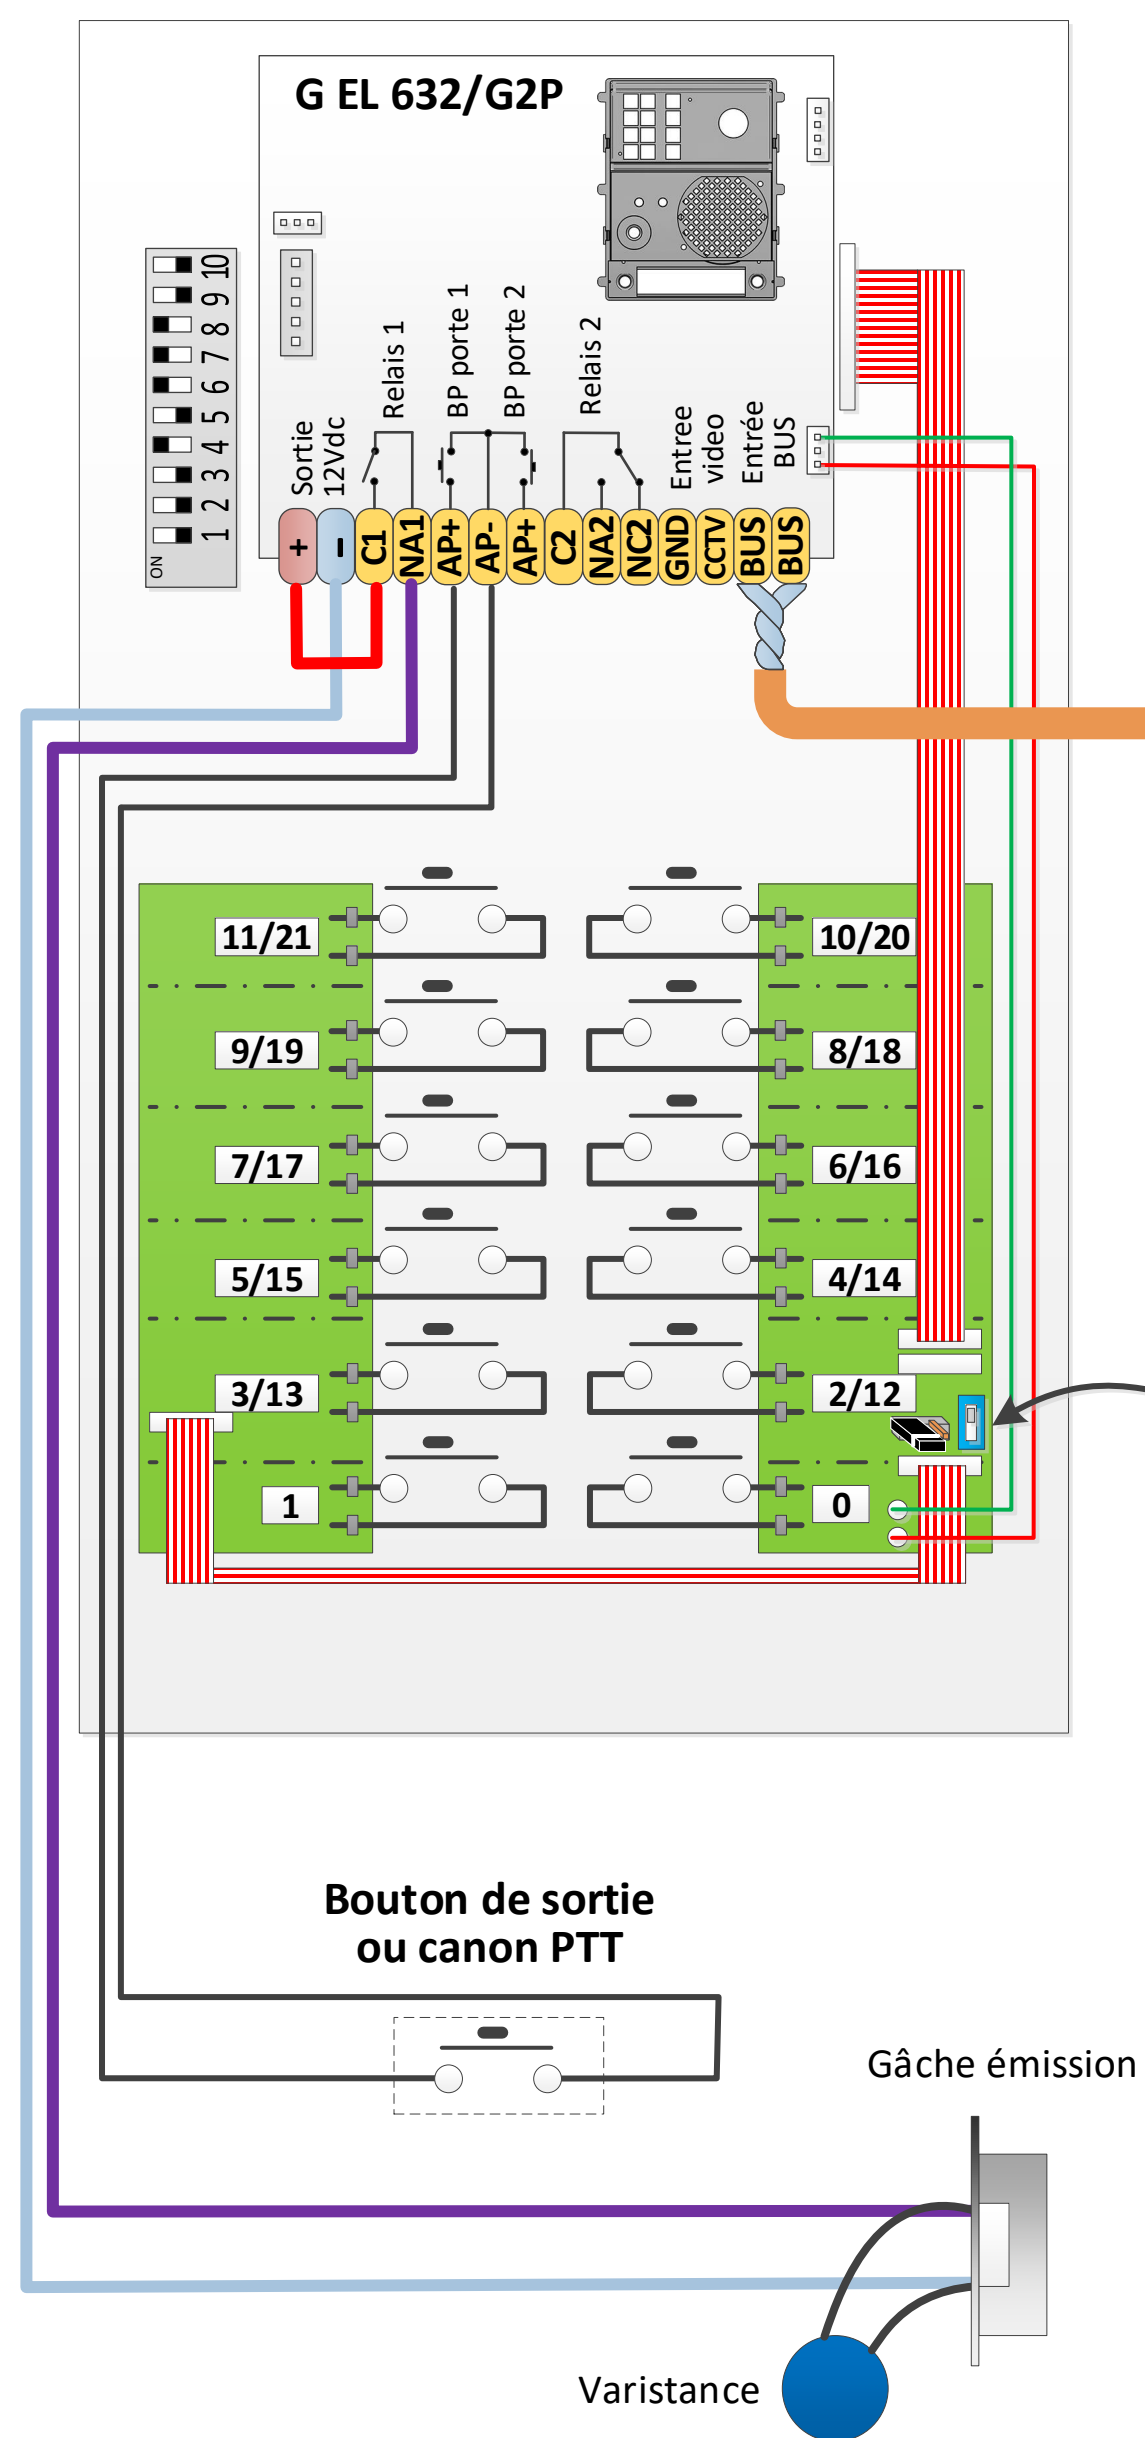 G EL 632/G2P
10
9
8
7
6
5
4
3
2
1
ON
Sortie
12Vdc
Relais 1
BP porte 1
BP porte 2
Relais 2
Entree
video
Entrée
BUS
+
-
C1
NA1
AP+
AP-
AP+
C2
NA2
NC2
GND
CCTV
BUS
BUS
11/21
10/20
9/19
8/18
7/17
6/16
5/15
4/14
3/13
2/12
1
0
Bouton de sortie
ou canon PTT
Gâche émission
Varistance